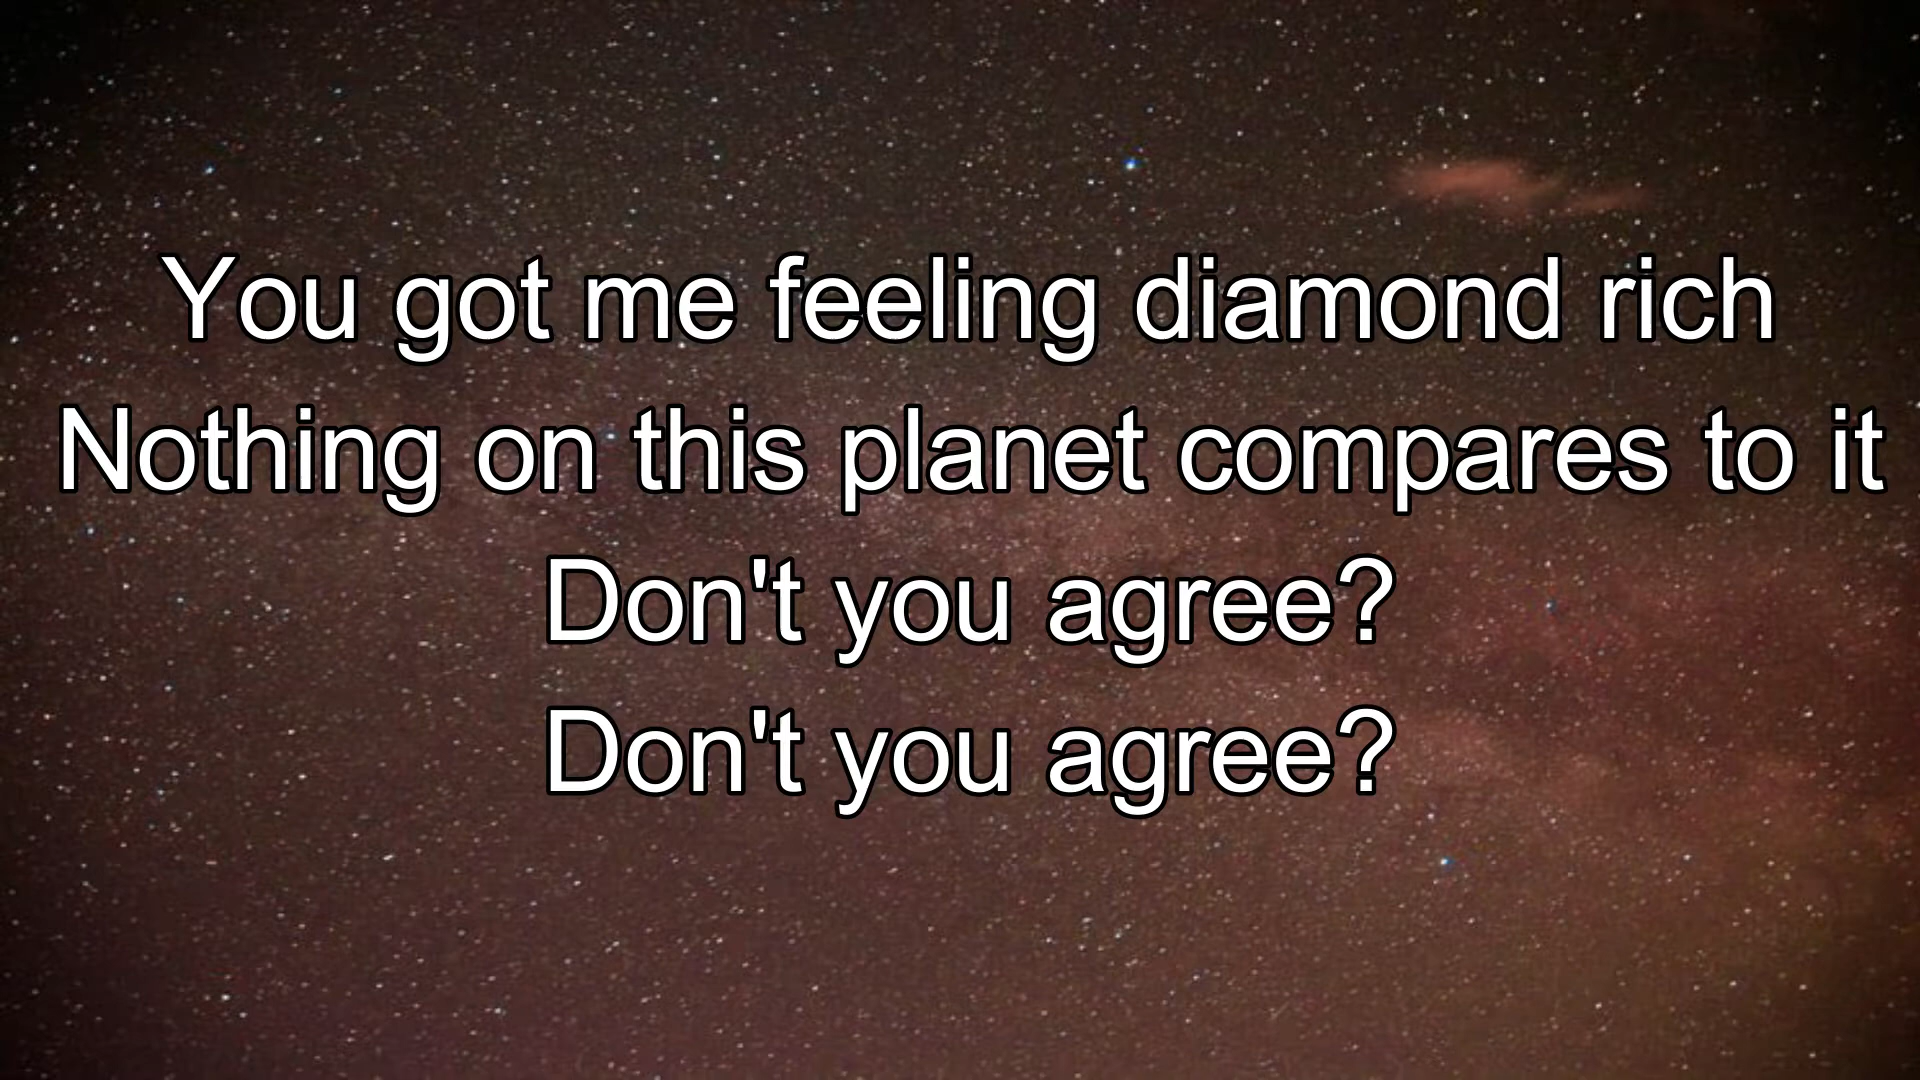 You got me feeling diamond rich
Nothing on this planet compares to it
Don't you agree?
Don't you agree?